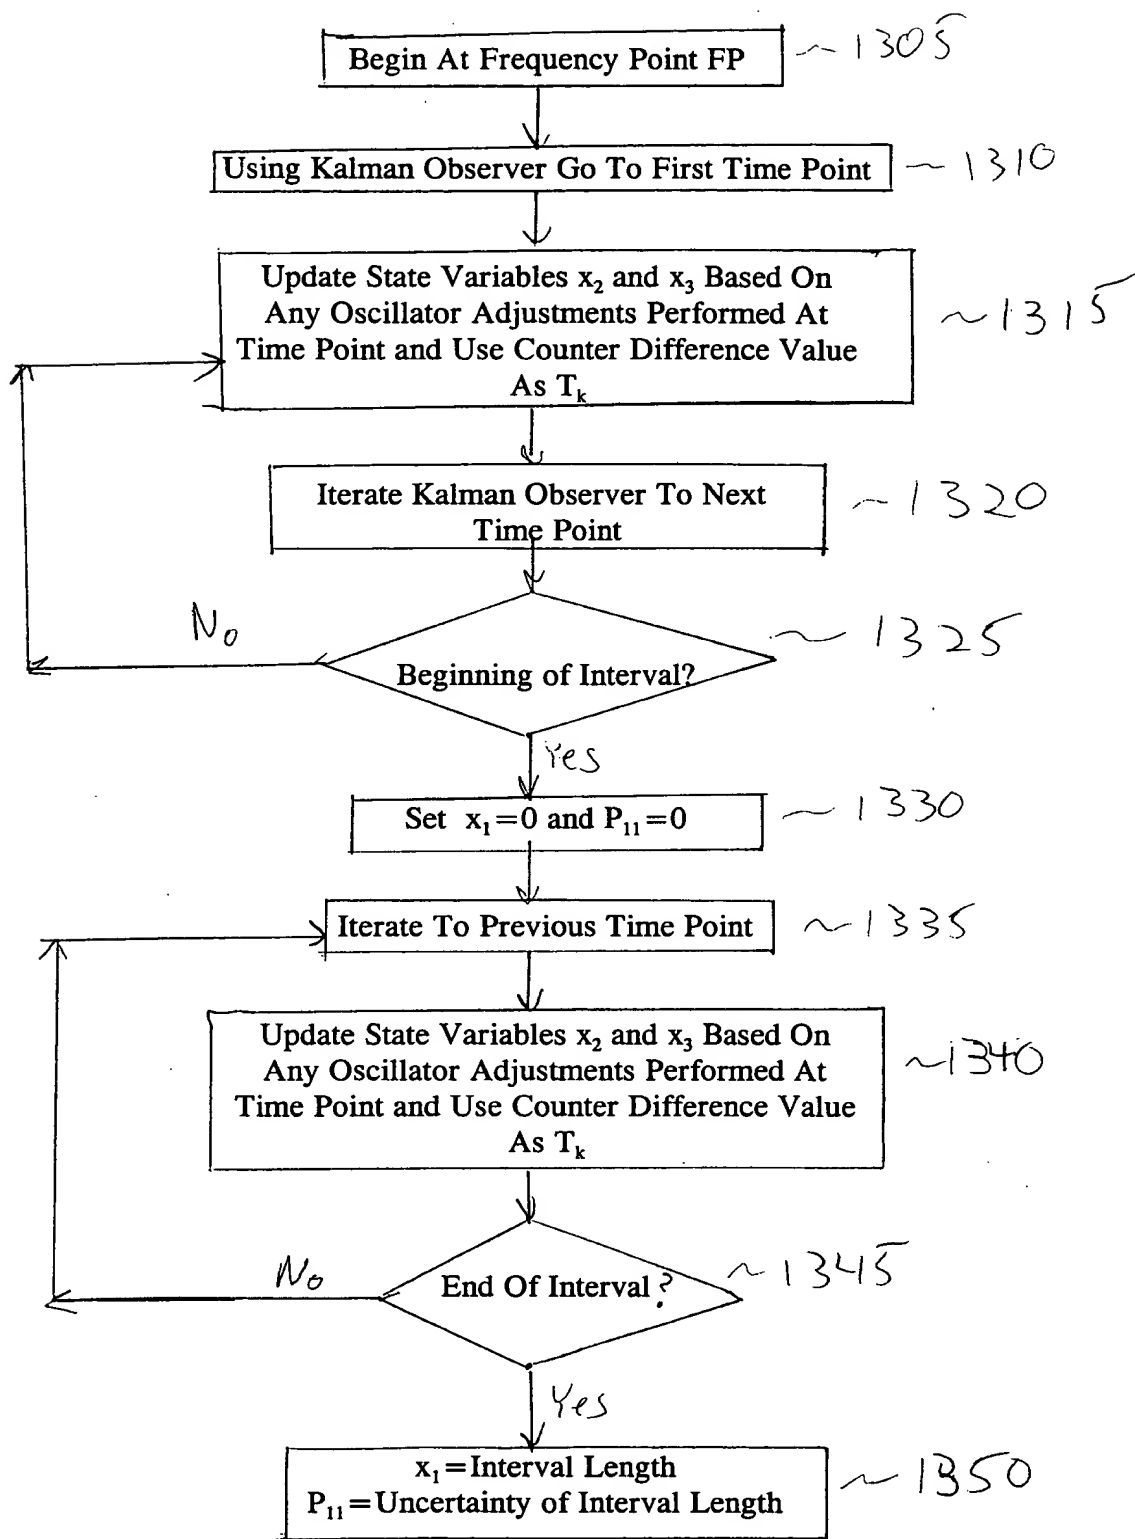 Begin At Frequency Point FP ~1305
Using Kalman Observer Go To First Time Point ~1310
Update State Variables x₂ and x₃ Based On
Any Oscillator Adjustments Performed At
Time Point and Use Counter Difference Value
As Tₖ
~1315
Iterate Kalman Observer To Next
Time Point
~1320
No
~1325
Beginning of Interval?
Yes
Set x₁=0 and P₁₁=0 ~1330
Iterate To Previous Time Point ~1335
Update State Variables x₂ and x₃ Based On
Any Oscillator Adjustments Performed At
Time Point and Use Counter Difference Value
As Tₖ
~1340
No
End Of Interval? ~1345
Yes
x₁=Interval Length
P₁₁=Uncertainty of Interval Length
~1350